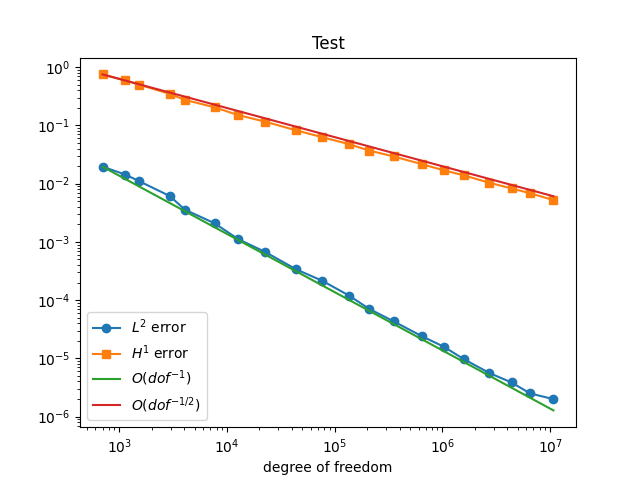 Test
10⁰
10⁻¹
10⁻²
10⁻³
10⁻⁴
10⁻⁵
10⁻⁶
L² error
H¹ error
O(dof⁻¹)
O(dof⁻¹/²)
10³ 10⁴ 10⁵ 10⁶ 10⁷
degree of freedom